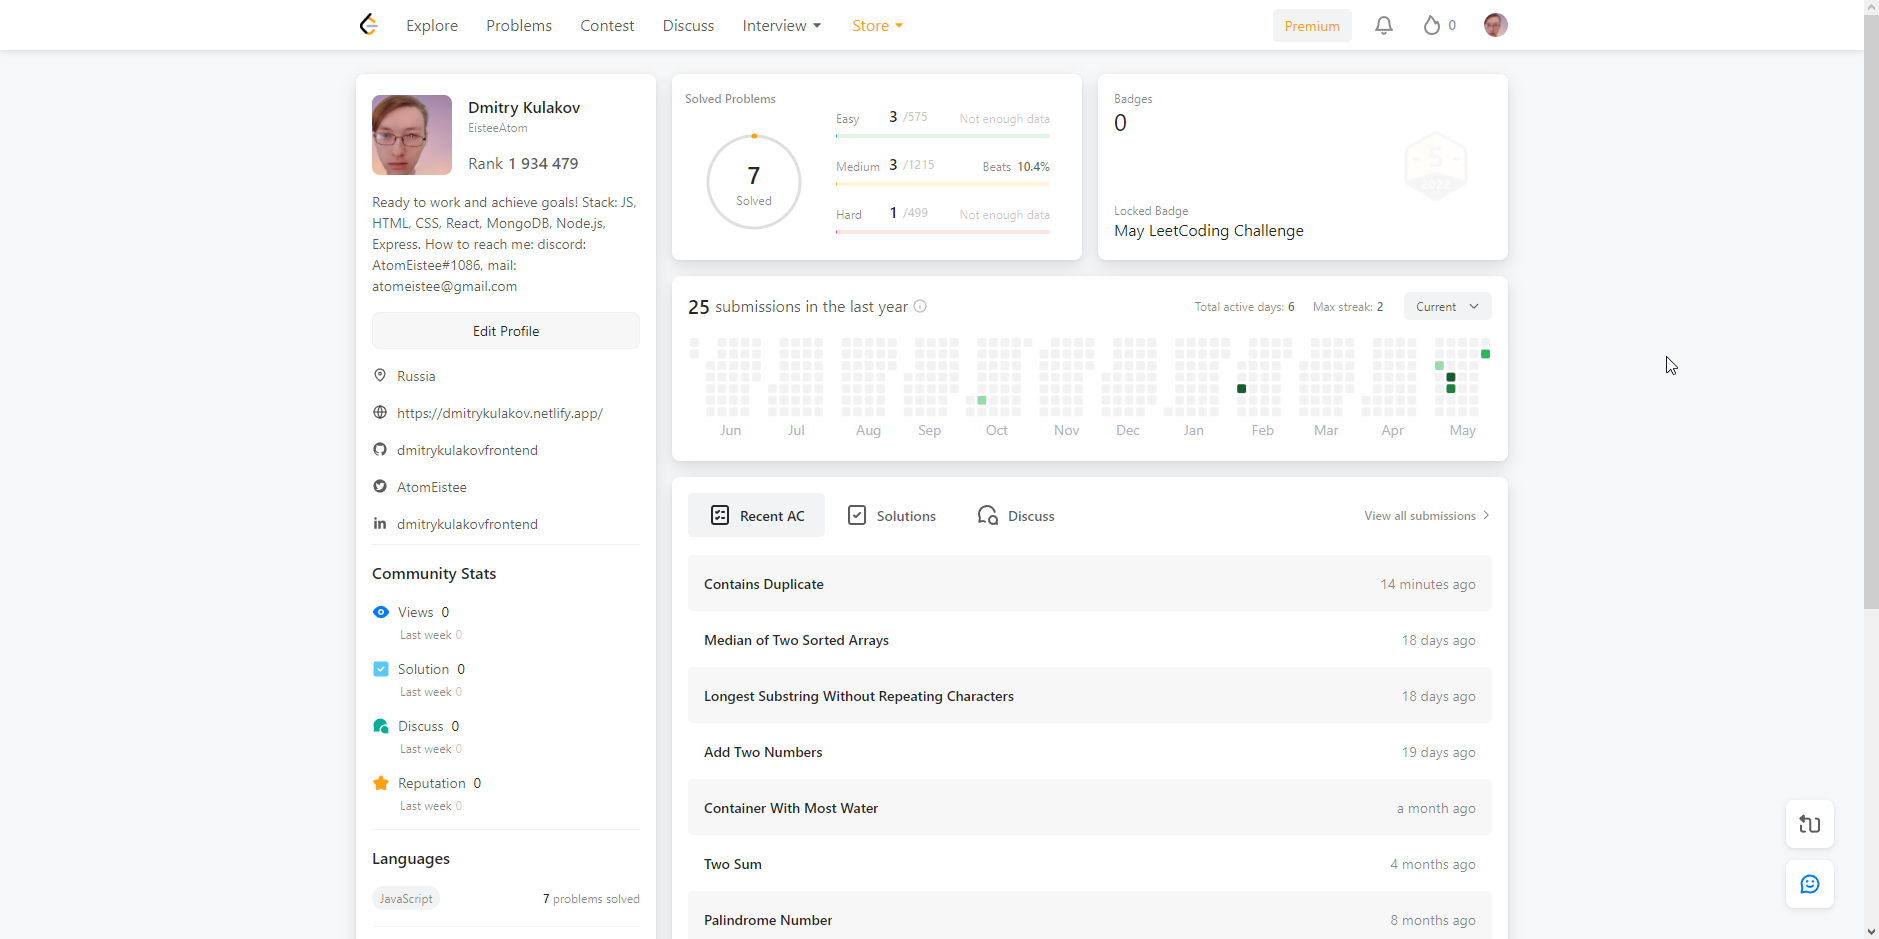 Explore Problems Contest Discuss Interview Store Premium 0
Dmitry Kulakov
EisteeAtom
Rank 1 934 479
Ready to work and achieve goals! Stack: JS,
HTML, CSS, React, MongoDB, Node.js,
Express. How to reach me: discord:
AtomEistee#1086, mail:
atomeistee@gmail.com
Edit Profile
Russia
https://dmitrykulakov.netlify.app/
dmitrykulakovfrontend
AtomEistee
dmitrykulakovfrontend
Community Stats
Views 0
Last week 0
Solution 0
Last week 0
Discuss 0
Last week 0
Reputation 0
Last week 0
Languages
JavaScript 7 problems solved
Solved Problems
7
Solved
Easy 3 /575 Not enough data
Medium 3 /1215 Beats 10.4%
Hard 1 /499 Not enough data
Badges
0
5
2022
Locked Badge
May LeetCoding Challenge
25 submissions in the last year Total active days: 6 Max streak: 2 Current
Jun Jul Aug Sep Oct Nov Dec Jan Feb Mar Apr May
Recent AC Solutions Discuss View all submissions
Contains Duplicate 14 minutes ago
Median of Two Sorted Arrays 18 days ago
Longest Substring Without Repeating Characters 18 days ago
Add Two Numbers 19 days ago
Container With Most Water a month ago
Two Sum 4 months ago
Palindrome Number 8 months ago